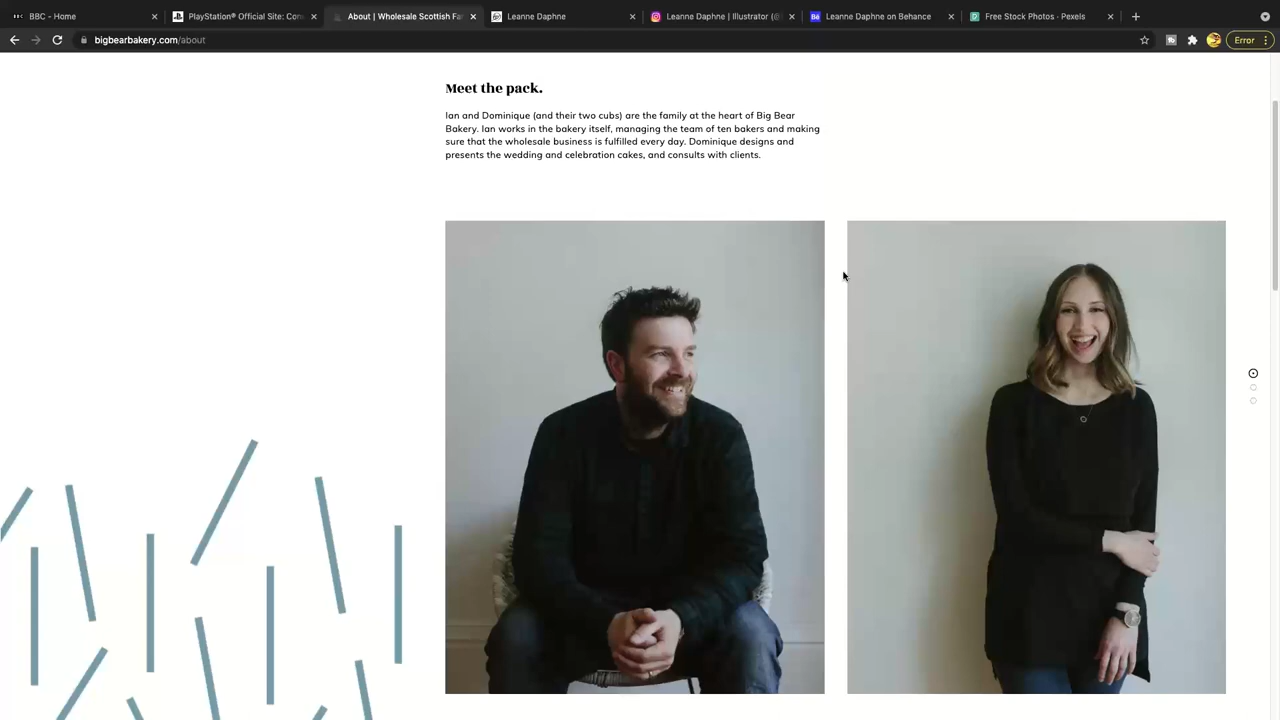 BBC - Home
PlayStation® Official Site: Con
About | Wholesale Scottish Fa
Leanne Daphne
Leanne Daphne | Illustrator (@
Leanne Daphne on Behance
Free Stock Photos · Pexels
bigbearbakery.com/about
Error
Meet the pack.
Ian and Dominique (and their two cubs) are the family at the heart of Big Bear
Bakery. Ian works in the bakery itself, managing the team of ten bakers and making
sure that the wholesale business is fulfilled every day. Dominique designs and
presents the wedding and celebration cakes, and consults with clients.